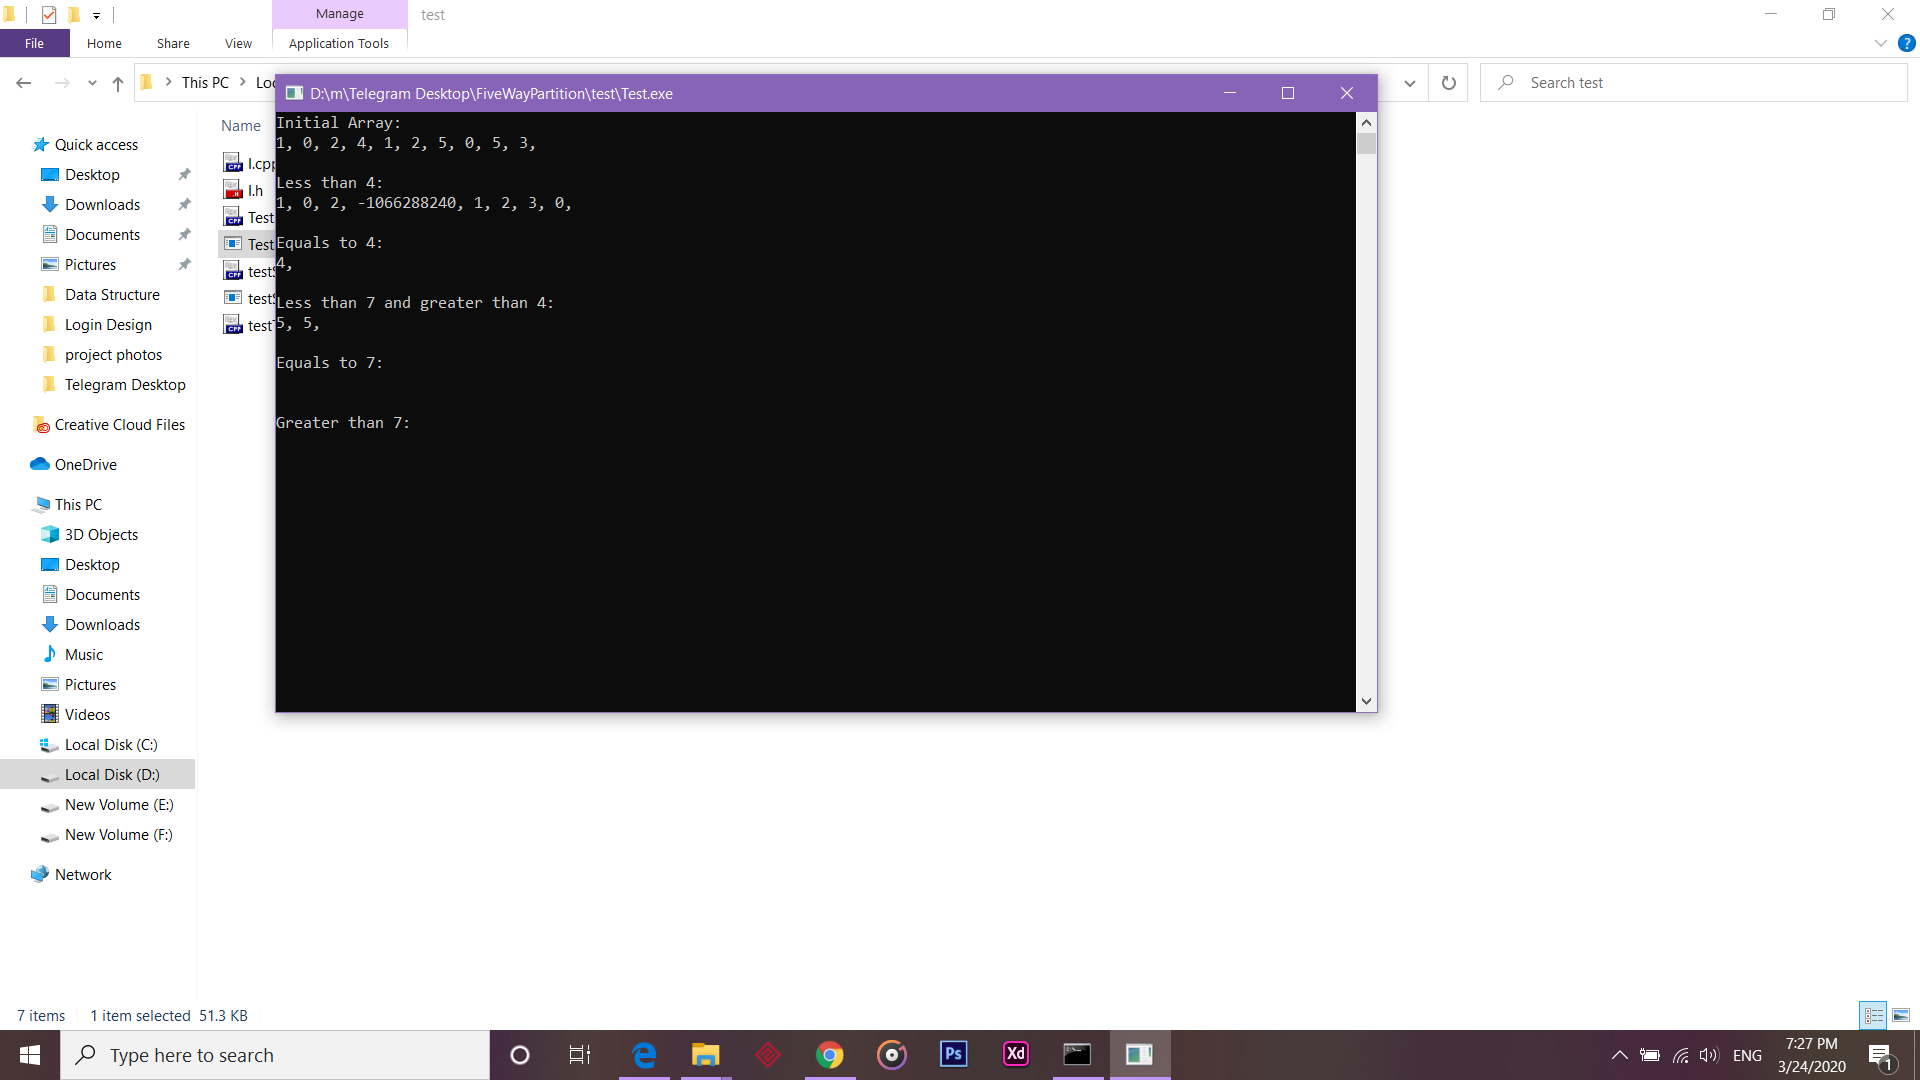 Manage
test
File
Home
Share
View
Application Tools
This PC
Loc
Search test
D:\m\Telegram Desktop\FiveWayPartition\test\Test.exe
Name
Quick access
Desktop
Downloads
Documents
Pictures
Data Structure
Login Design
project photos
Telegram Desktop
Creative Cloud Files
OneDrive
This PC
3D Objects
Desktop
Documents
Downloads
Music
Pictures
Videos
Local Disk (C:)
Local Disk (D:)
New Volume (E:)
New Volume (F:)
Network
I.cpp
I.h
Test
Test
test
test
test
Initial Array:
1, 0, 2, 4, 1, 2, 5, 0, 5, 3,
Less than 4:
1, 0, 2, -1066288240, 1, 2, 3, 0,
Equals to 4:
4,
Less than 7 and greater than 4:
5, 5,
Equals to 7:
Greater than 7:
7 items
1 item selected 51.3 KB
Type here to search
Ps
Xd
ENG
7:27 PM
3/24/2020
1